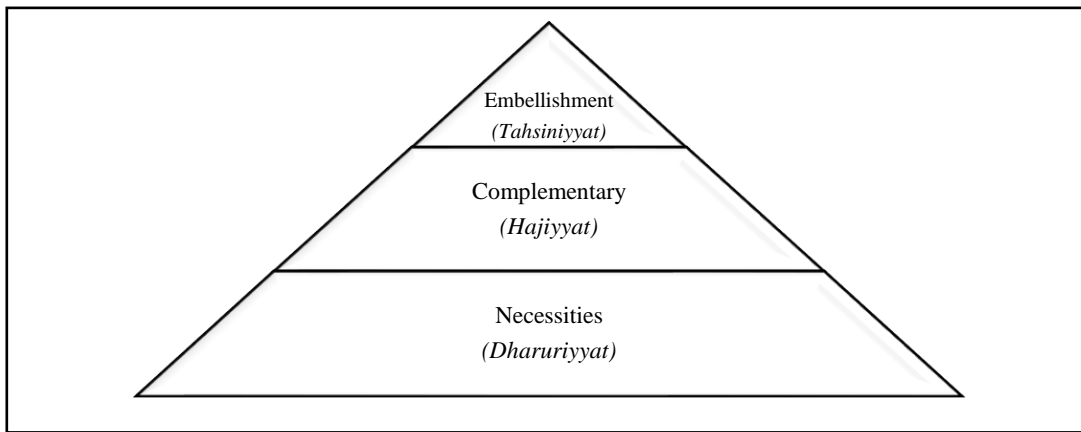 Embellishment
(Tahsiniyyat)
Complementary
(Hajiyyat)
Necessities
(Dharuriyyat)